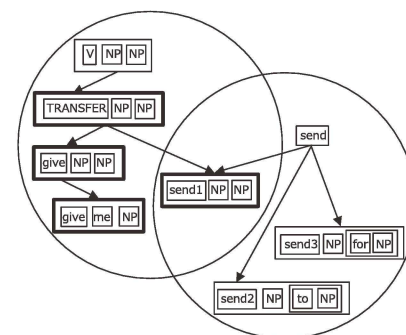 V NP NP
TRANSFER NP NP
give NP NP
give me NP
send
send1 NP NP
send3 NP for NP
send2 NP to NP